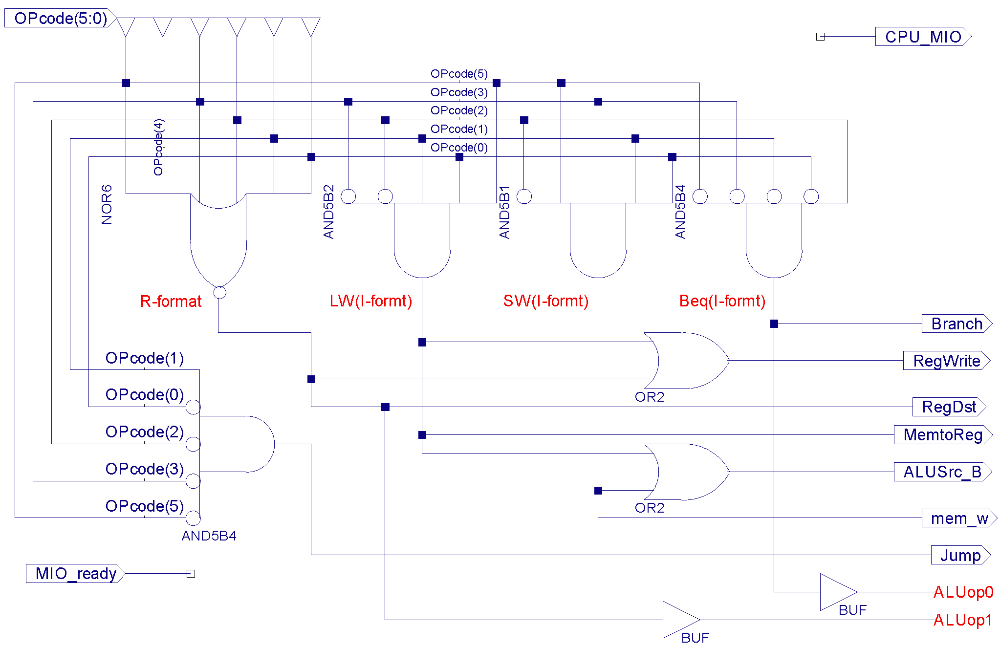 OPcode(5:0)
CPU_MIO
OPcode(5)
OPcode(3)
OPcode(2)
OPcode(1)
OPcode(0)
OPcode(4)
NOR6
AND5B2
AND5B1
AND5B4
R-format
LW(I-formt)
SW(I-formt)
Beq(I-formt)
Branch
OPcode(1)
RegWrite
OPcode(0)
OR2
RegDst
OPcode(2)
MemtoReg
OPcode(3)
ALUSrc_B
OPcode(5)
OR2
mem_w
AND5B4
Jump
MIO_ready
ALUop0
BUF
ALUop1
BUF